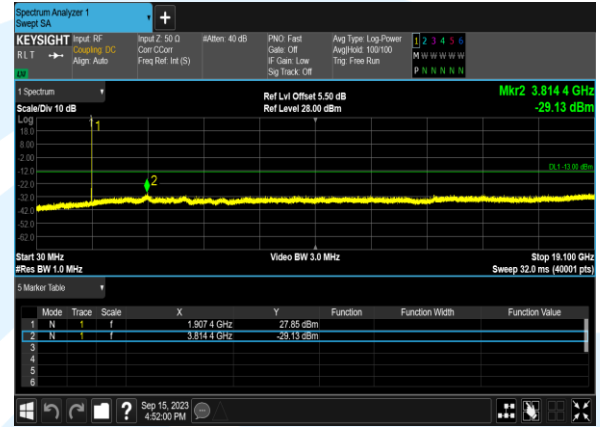 Spectrum Analyzer 1
Swept SA
+
KEYSIGHT Input: RF Input Z: 50 Ω #Atten: 40 dB PNO: Fast Avg Type: Log-Power 1 2 3 4 5 6
RLT Coupling: DC Corr CCorr Gate: Off Avg|Hold: 100/100 M W W W W W
Align: Auto Freq Ref: Int (S) IF Gain: Low Trig: Free Run
Sig Track: Off P N N N N N
LV
1 Spectrum
Scale/Div 10 dB
Ref Lvl Offset 5.50 dB
Ref Level 28.00 dBm
Mkr2 3.814 4 GHz
-29.13 dBm
Log
18.0
8.00
-2.00
-12.0
-22.0
-32.0
-42.0
-52.0
-62.0
1
2
DL1 -13.00 dBm
Start 30 MHz Video BW 3.0 MHz Stop 19.100 GHz
#Res BW 1.0 MHz Sweep 32.0 ms (40001 pts)
5 Marker Table
Mode Trace Scale X Y Function Function Width Function Value
1 N 1 f 1.907 4 GHz 27.85 dBm
2 N 1 f 3.814 4 GHz -29.13 dBm
3
4
5
6
?
Sep 15, 2023
4:52:00 PM